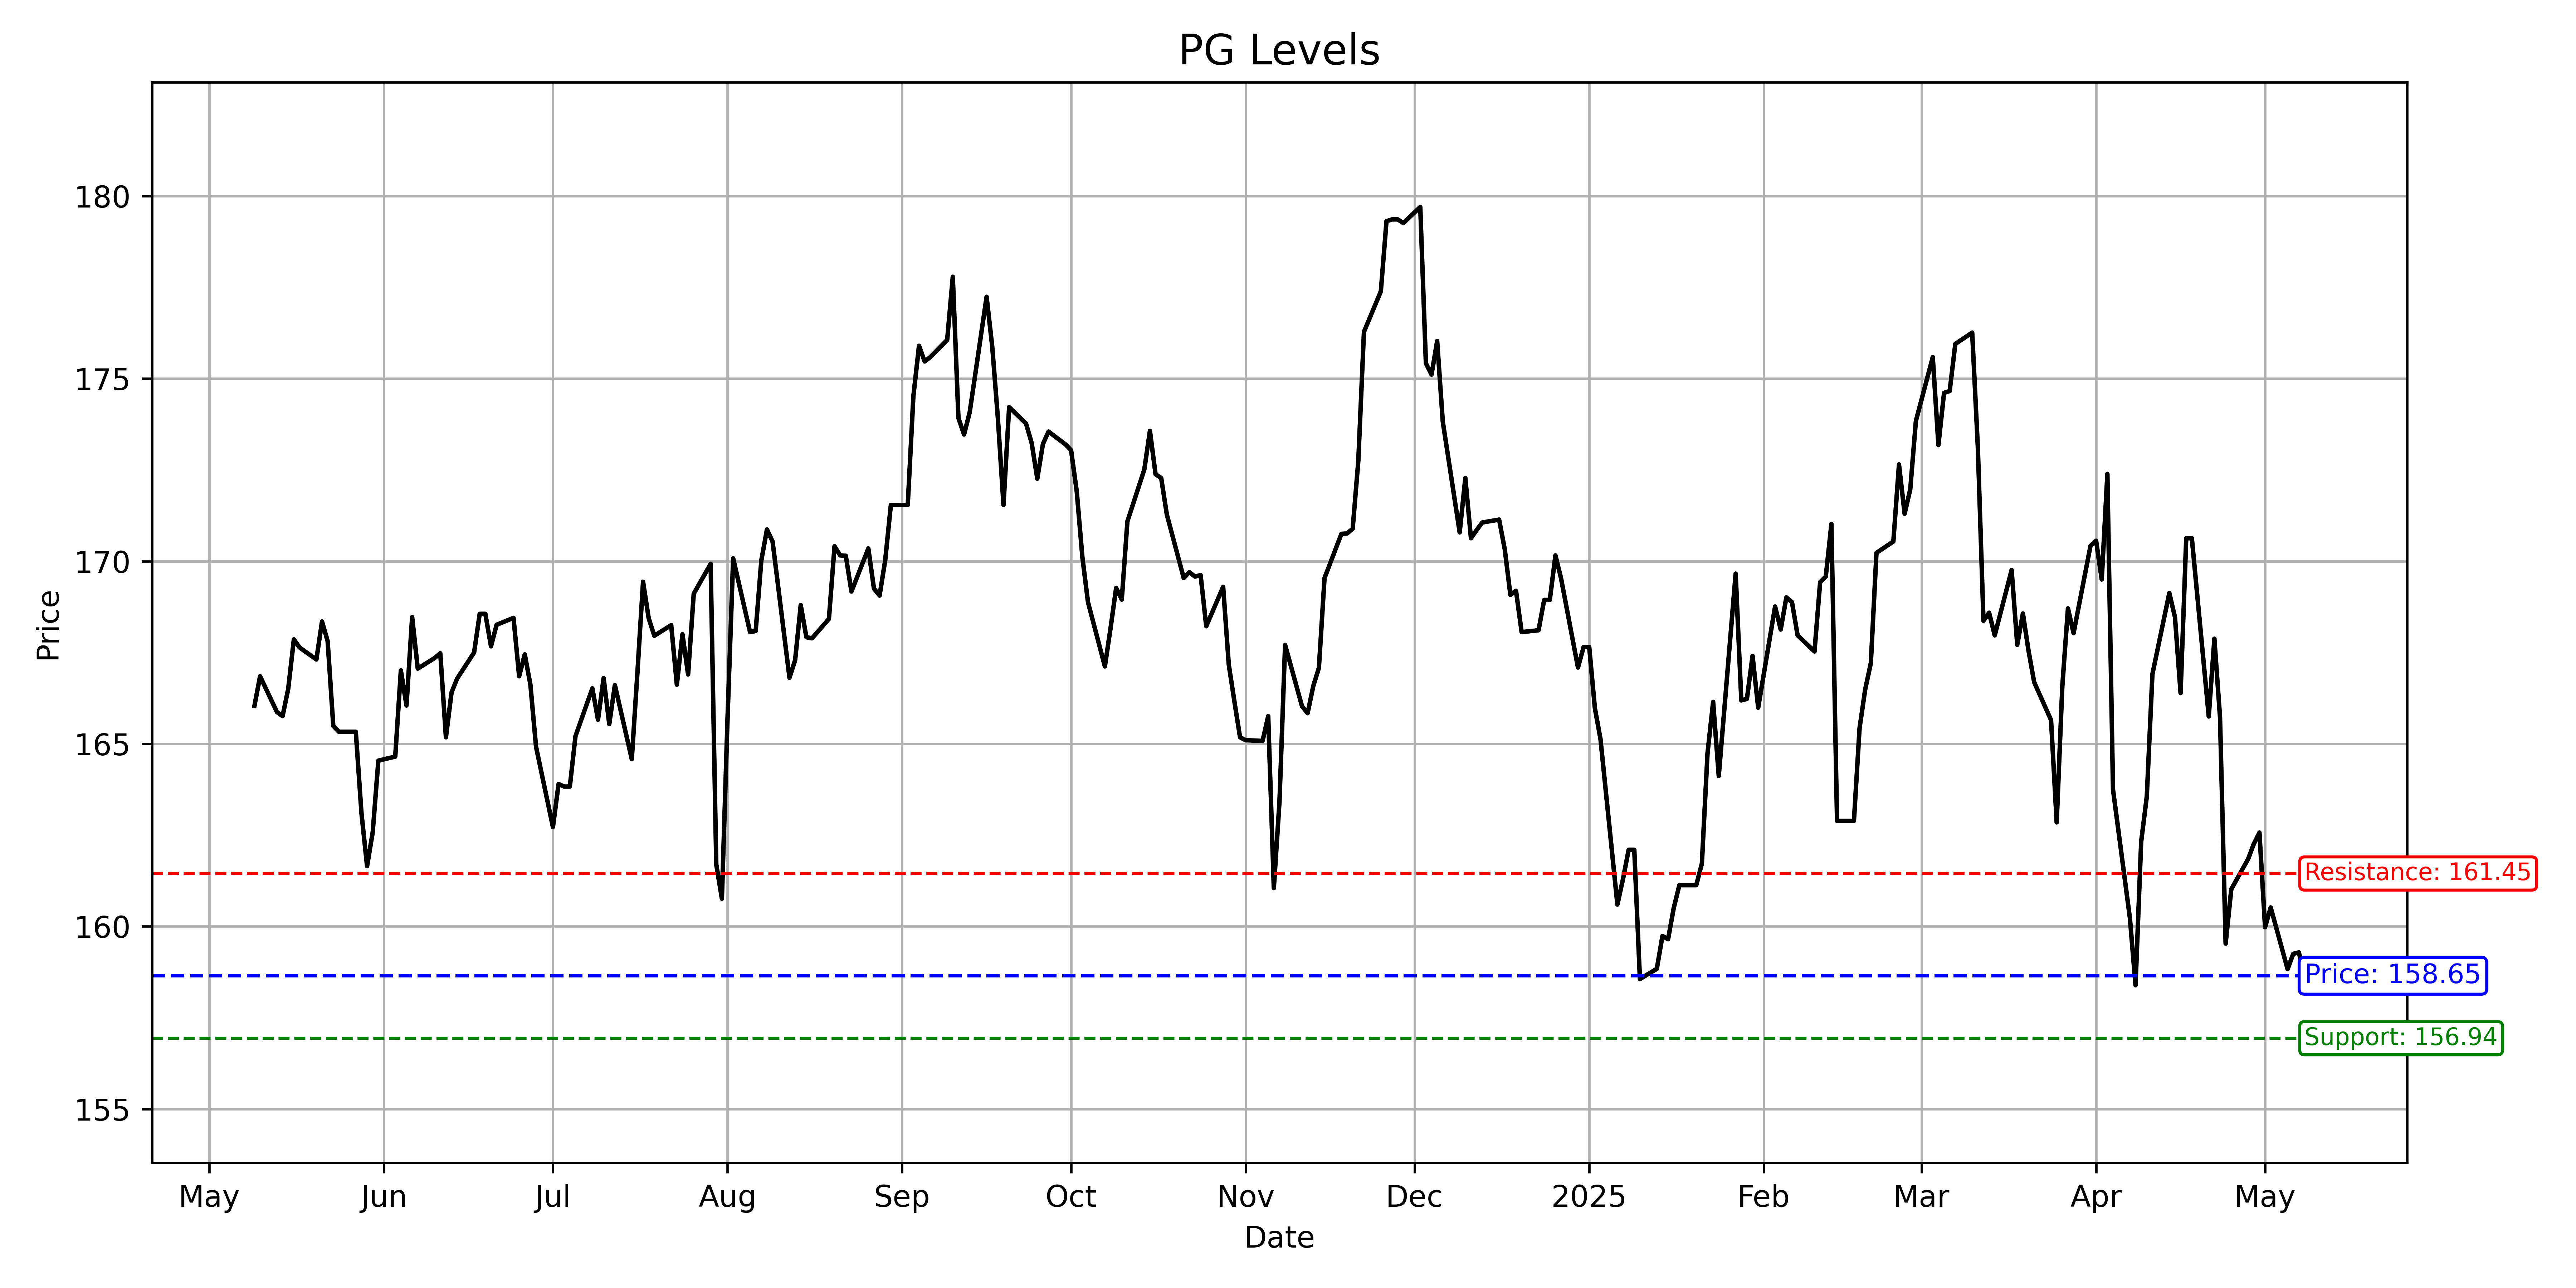 PG Levels
Price
180
175
170
165
160
155
Resistance: 161.45
Price: 158.65
Support: 156.94
May Jun Jul Aug Sep Oct Nov Dec 2025 Feb Mar Apr May
Date